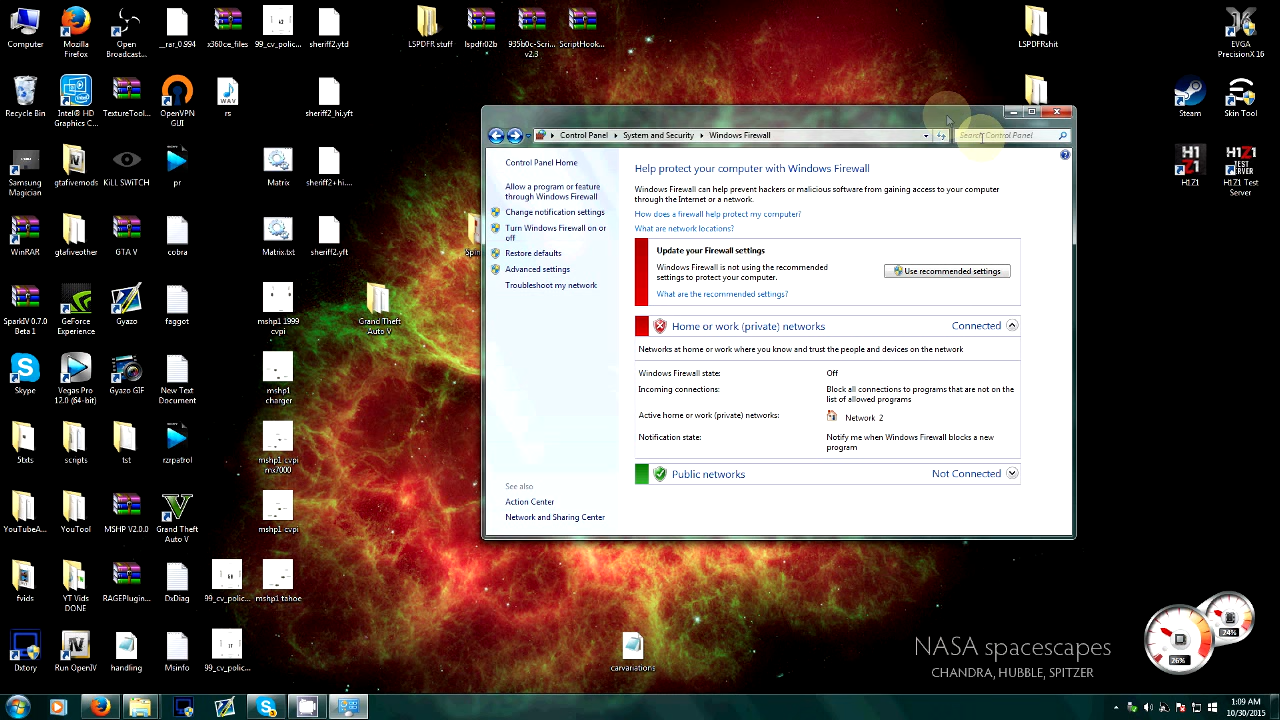 Computer
Mozilla
Firefox
Open
Broadcast...
__rar_0.994
x360ce_files
99_cv_polic...
sheriff2.ytd
LSPDFR stuff
lspdfr02b
935b0c-Scri...
v2.3
ScriptHook...
LSPDFRshit
EVGA
PrecisionX 16
Recycle Bin
Intel® HD
Graphics C...
TextureTool...
OpenVPN
GUI
WAV
rs
sheriff2_hi.yft
Steam
Skin Tool
Samsung
Magician
gtafivemods
KiLL SWiTCH
pr
Matrix
sheriff2+hi....
H1Z1
H1Z1
H1Z1
TEST
SERVER
H1Z1 Test
Server
WinRAR
gtafiveother
GTA V
cobra
Matrix.txt
sheriff2.yft
SparkIV 0.7.0
Beta 1
GeForce
Experience
Gyazo
faggot
mshp1 1999
cvpi
Grand Theft
Auto V
Skype
Vegas Pro
12.0 (64-bit)
Gyazo GIF
New Text
Document
mshp1
charger
5txts
scripts
tst
rzrpatrol
mshp1 cvpi
mx7000
YouTubeA...
YouTool
MSHP V2.0.0
Grand Theft
Auto V
mshp1-cvpi
fvids
YT Vids
DONE
RAGEPlugin...
DxDiag
99_cv_polic...
mshp1 tahoe
Dxtory
Run OpenIV
handling
Msinfo
99_cv_polic...
carvariations
Control Panel
System and Security
Windows Firewall
Search Control Panel
Control Panel Home
Allow a program or feature
through Windows Firewall
Change notification settings
Turn Windows Firewall on or
off
Restore defaults
Advanced settings
Troubleshoot my network
See also
Action Center
Network and Sharing Center
Help protect your computer with Windows Firewall
Windows Firewall can help prevent hackers or malicious software from gaining access to your computer
through the Internet or a network.
How does a firewall help protect my computer?
What are network locations?
Update your Firewall settings
Windows Firewall is not using the recommended
settings to protect your computer.
Use recommended settings
What are the recommended settings?
Home or work (private) networks
Connected
Networks at home or work where you know and trust the people and devices on the network
Windows Firewall state:
Off
Incoming connections:
Block all connections to programs that are not on the
list of allowed programs
Active home or work (private) networks:
Network 2
Notification state:
Notify me when Windows Firewall blocks a new
program
Public networks
Not Connected
NASA spacescapes
CHANDRA, HUBBLE, SPITZER
26%
24%
1:09 AM
10/30/2015